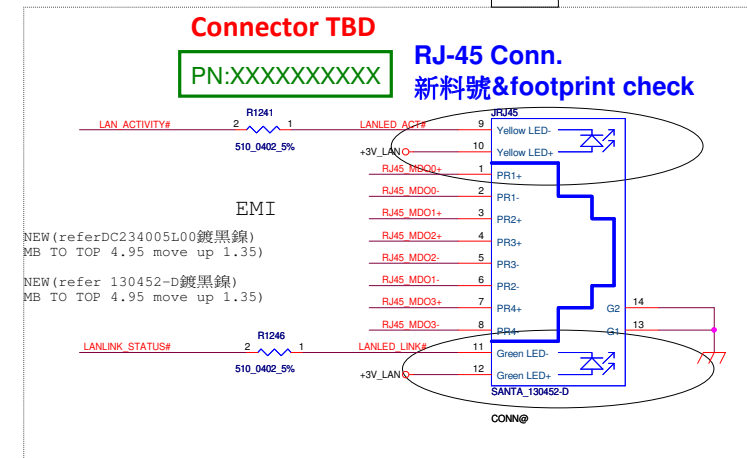 Connector TBD
PN:XXXXXXXXXX
RJ-45 Conn.
新料號&footprint check
JRJ45
R1241
LAN_ACTIVITY# 2 1 LANLED_ACT# 9 Yellow LED-
510_0402_5%
+3V_LAN 10 Yellow LED+
RJ45_MDO0+ 1 PR1+
RJ45_MDO0- 2 PR1-
RJ45_MDO1+ 3 PR2+
RJ45_MDO2+ 4 PR3+
RJ45_MDO2- 5 PR3-
RJ45_MDO1- 6 PR2-
RJ45_MDO3+ 7 PR4+ G2 14
RJ45_MDO3- 8 PR4- G1 13
EMI
NEW(referDC234005L00鍍黑鎳)
MB TO TOP 4.95 move up 1.35)
NEW(refer 130452-D鍍黑鎳)
MB TO TOP 4.95 move up 1.35)
R1246
LANLINK_STATUS# 2 1 LANLED_LINK# 11 Green LED-
510_0402_5%
+3V_LAN 12 Green LED+
SANTA_130452-D
CONN@